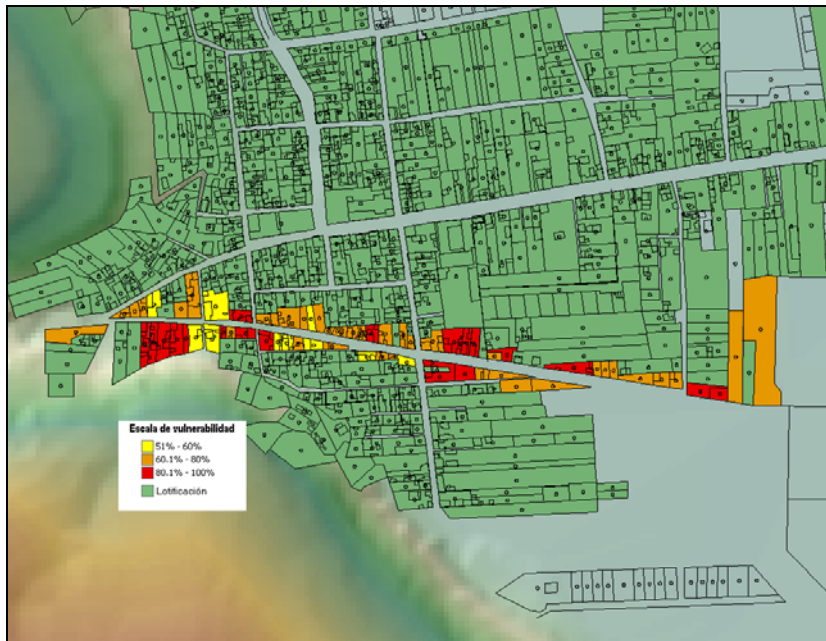 Escala de vulnerabilidad
51% - 60%
60.1% - 80%
80.1% - 100%
Lotificación